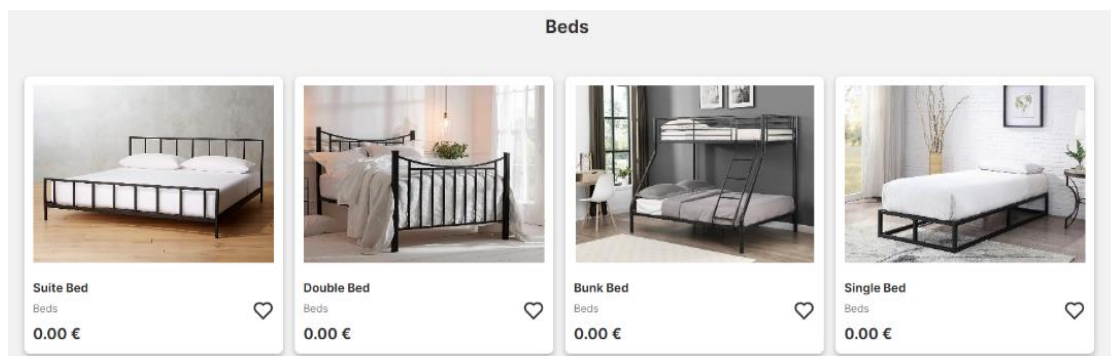 Beds
Suite Bed
Beds
0.00 €
Double Bed
Beds
0.00 €
Bunk Bed
Beds
0.00 €
Single Bed
Beds
0.00 €